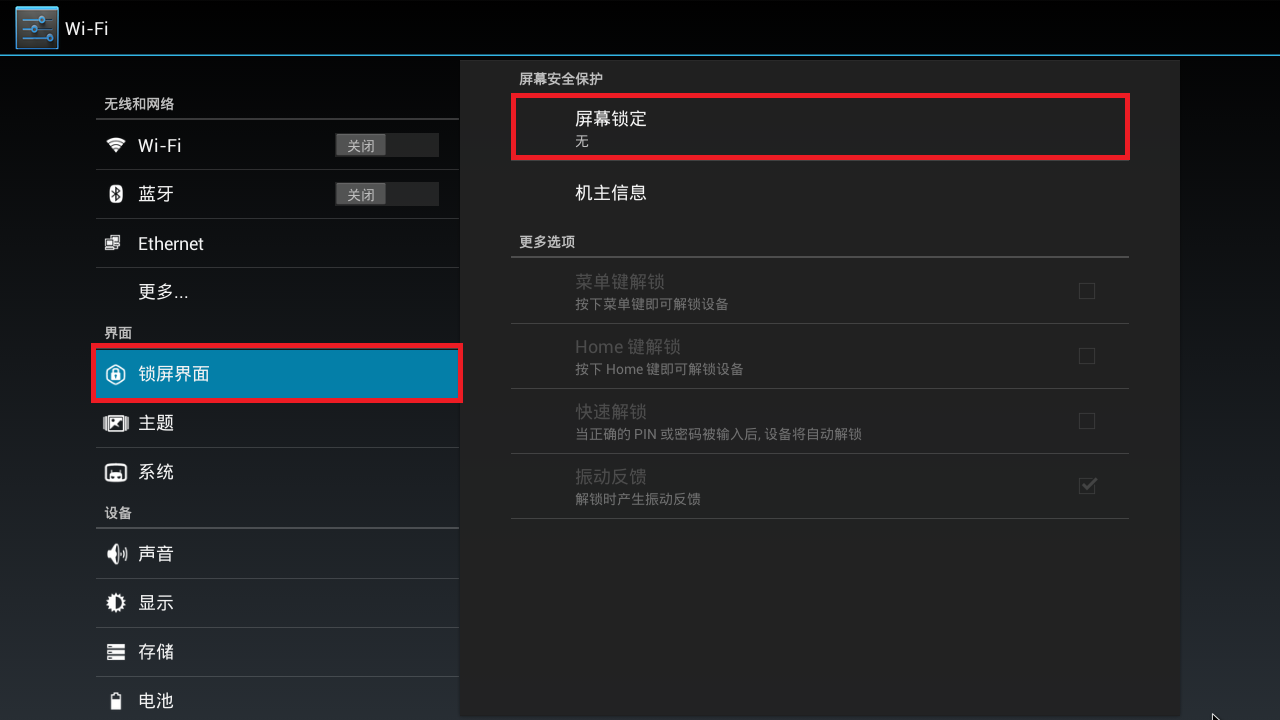 Wi-Fi
无线和网络
Wi-Fi
关闭
蓝牙
关闭
Ethernet
更多...
界面
锁屏界面
主题
系统
设备
声音
显示
存储
电池
屏幕安全保护
屏幕锁定
无
机主信息
更多选项
菜单键解锁
按下菜单键即可解锁设备
Home 键解锁
按下 Home 键即可解锁设备
快速解锁
当正确的 PIN 或密码被输入后, 设备将自动解锁
振动反馈
解锁时产生振动反馈